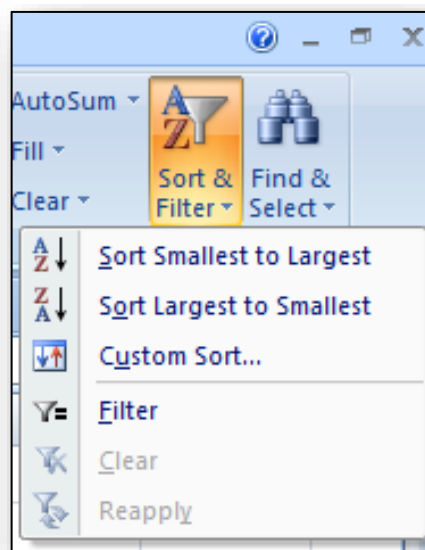 AutoSum
Fill
Clear
Sort &
Filter
Find &
Select
Sort Smallest to Largest
Sort Largest to Smallest
Custom Sort...
Filter
Clear
Reapply